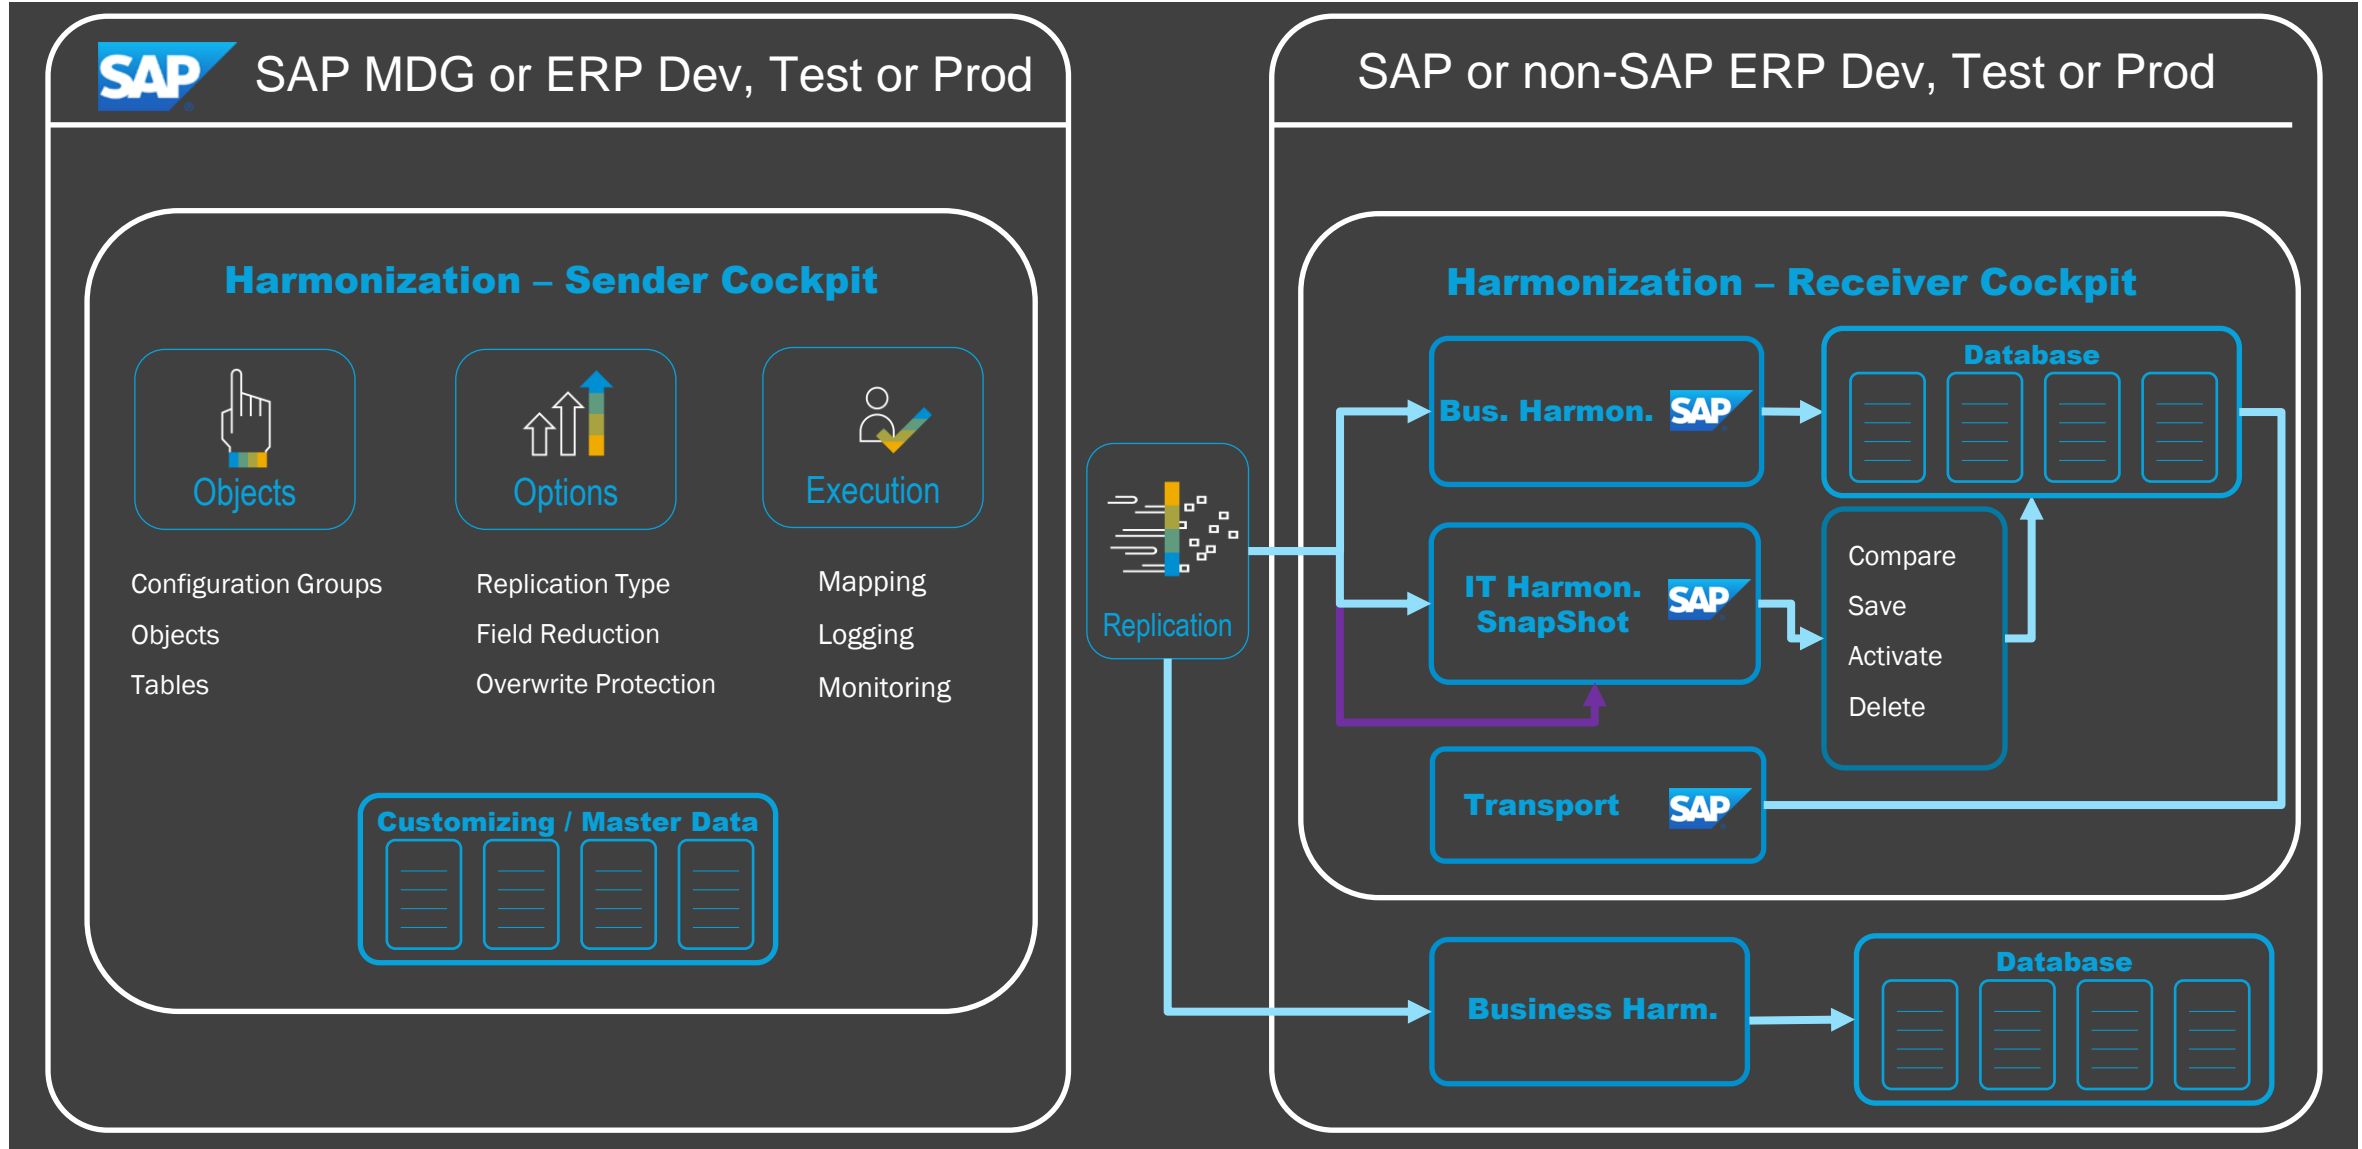 SAP
SAP MDG or ERP Dev, Test or Prod
Harmonization – Sender Cockpit
Objects
Options
Execution
Configuration Groups
Objects
Tables
Replication Type
Field Reduction
Overwrite Protection
Mapping
Logging
Monitoring
Customizing / Master Data
Replication
SAP or non-SAP ERP Dev, Test or Prod
Harmonization – Receiver Cockpit
Bus. Harmon.
SAP
Database
IT Harmon.
SnapShot
SAP
Compare
Save
Activate
Delete
Transport
SAP
Business Harm.
Database